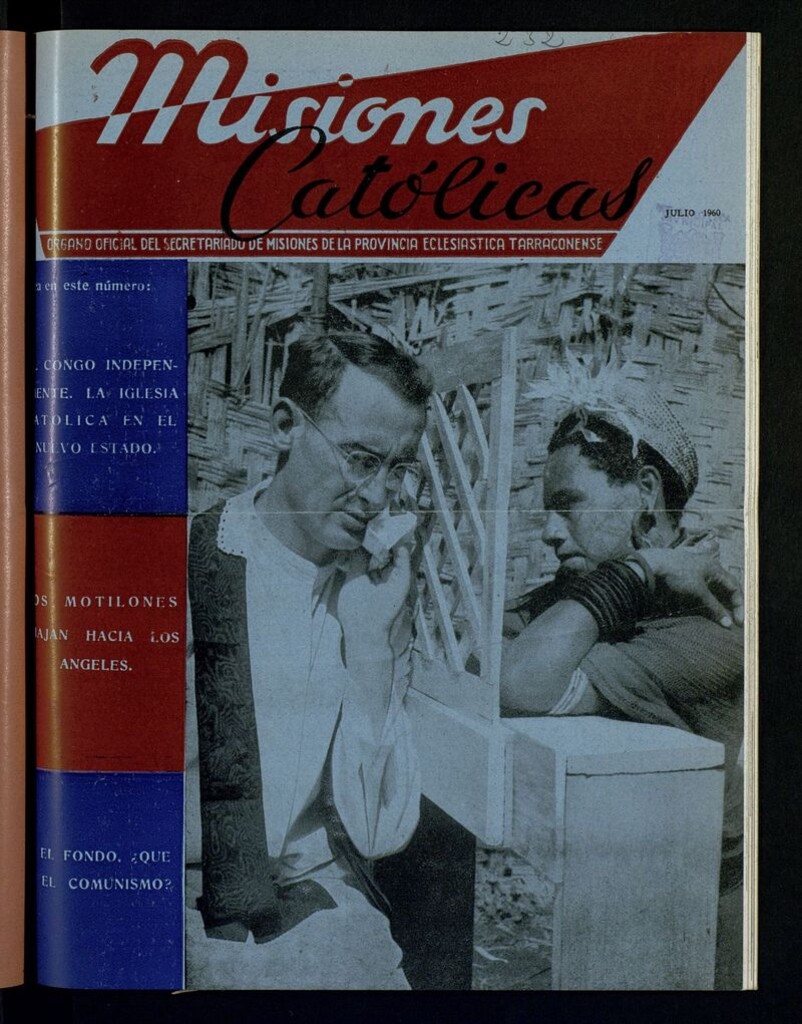 232
Misiones
Católicas
JULIO 1960
ORGANO OFICIAL DEL SECRETARIADO DE MISIONES DE LA PROVINCIA ECLESIASTICA TARRACONENSE
en este número:
CONGO INDEPEN-
ENTE. LA IGLESIA
ATOLICA EN EL
NUEVO ESTADO.
OS MOTILONES
AJAN HACIA LOS
ANGELES.
EL FONDO, ¿QUE
EL COMUNISMO?